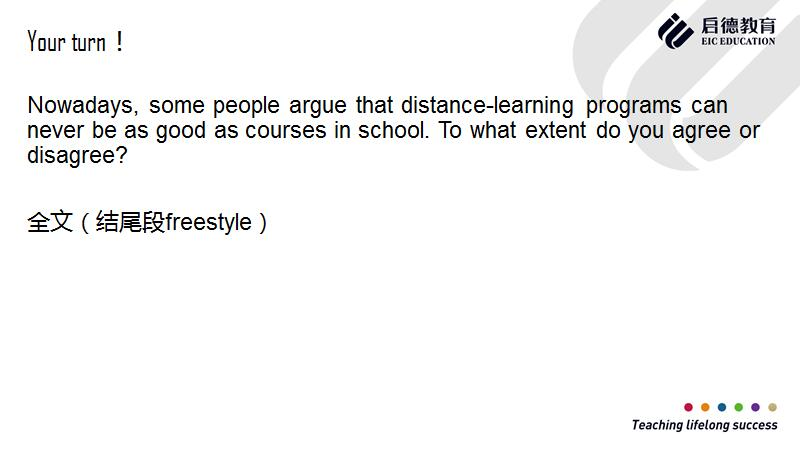 Your turn！
启德教育
EIC EDUCATION
Nowadays, some people argue that distance-learning programs can
never be as good as courses in school. To what extent do you agree or
disagree?
全文（结尾段freestyle）
Teaching lifelong success